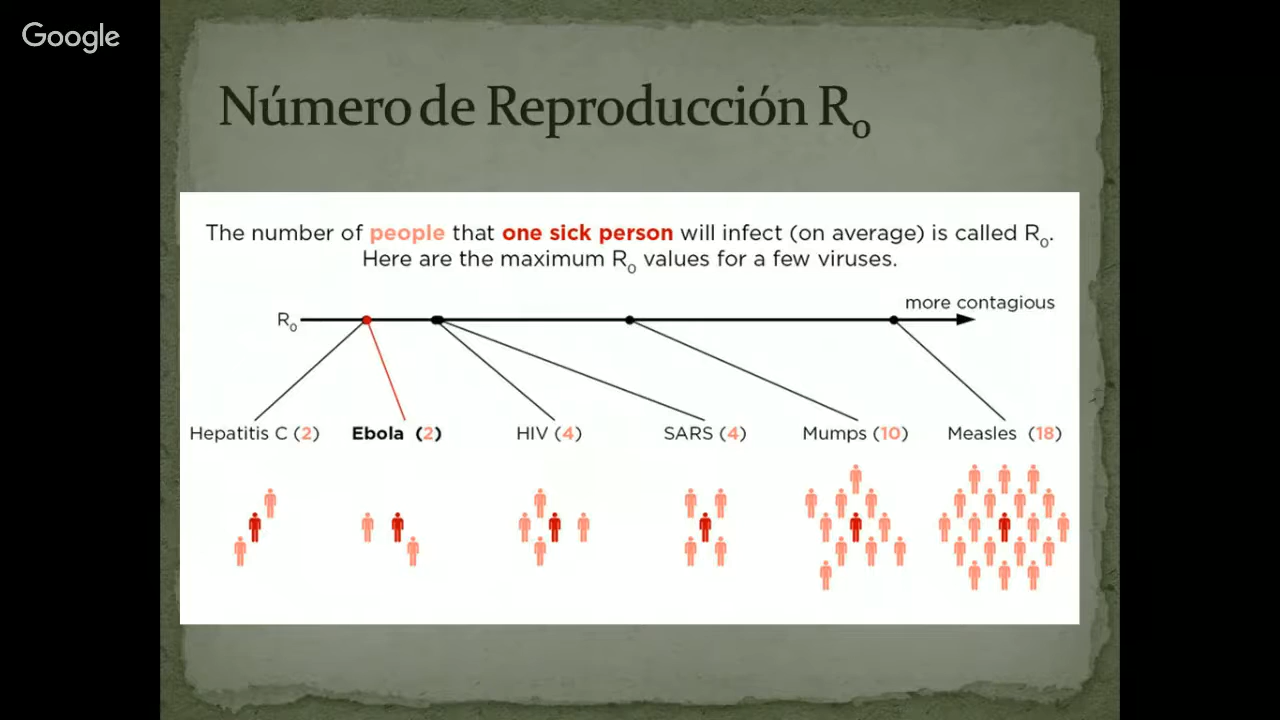 Google
Número de Reproducción R₀
The number of people that one sick person will infect (on average) is called R₀.
Here are the maximum R₀ values for a few viruses.
more contagious
R₀
Hepatitis C (2) Ebola (2) HIV (4) SARS (4) Mumps (10) Measles (18)